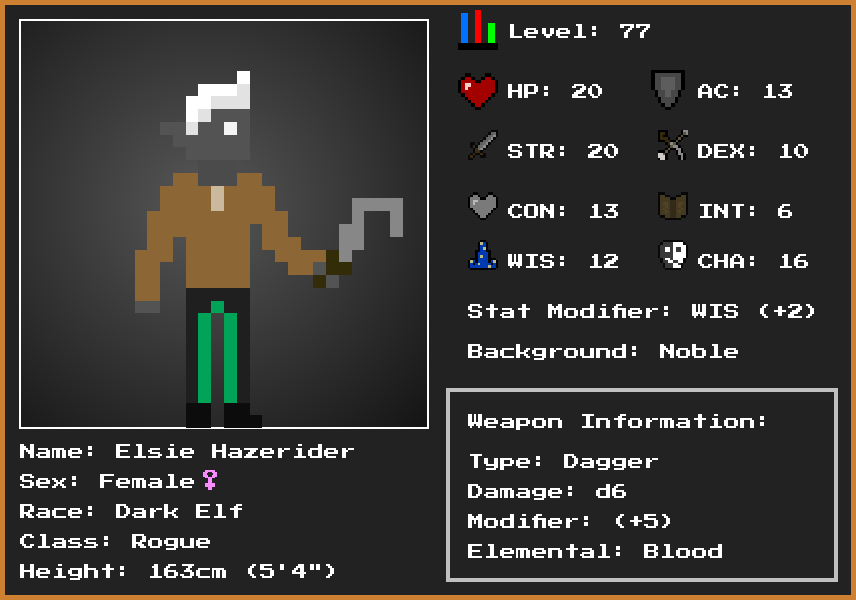 Level: 77
HP: 20 AC: 13
STR: 20 DEX: 10
CON: 13 INT: 6
WIS: 12 CHA: 16
Stat Modifier: WIS (+2)
Background: Noble
Weapon Information:
Type: Dagger
Damage: d6
Modifier: (+5)
Elemental: Blood
Name: Elsie Hazerider
Sex: Female♀
Race: Dark Elf
Class: Rogue
Height: 163cm (5'4")